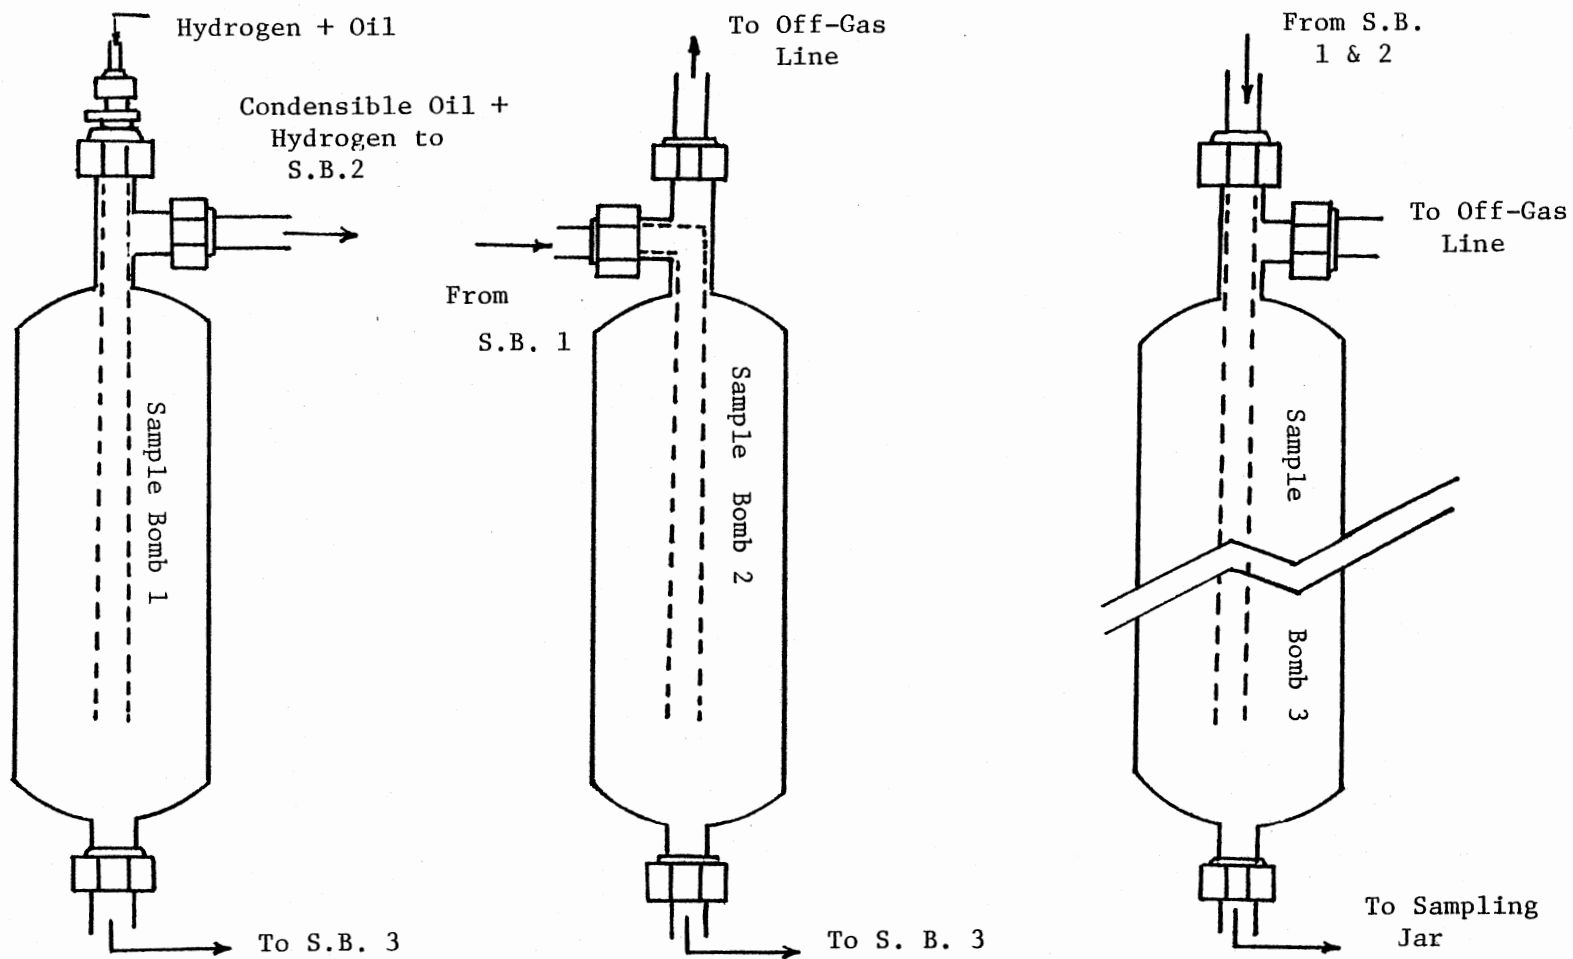 Hydrogen + Oil
Condensible Oil +
Hydrogen to
S.B.2
Sample Bomb 1
To S.B. 3
To Off-Gas
Line
From
S.B. 1
Sample Bomb 2
To S. B. 3
From S.B.
1 & 2
To Off-Gas
Line
Sample
Bomb 3
To Sampling
Jar